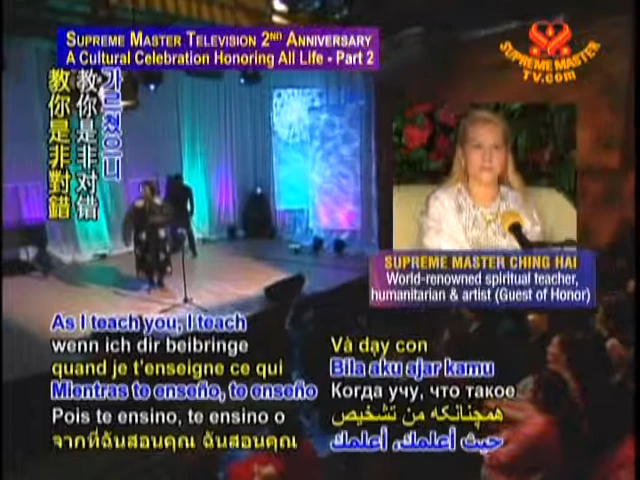 SUPREME MASTER TELEVISION 2ND ANNIVERSARY
A Cultural Celebration Honoring All Life - Part 2
SUPREME MASTER
TV.com
教你是非對錯
教你是非对错
SUPREME MASTER CHING HAI
World-renowned spiritual teacher,
humanitarian & artist (Guest of Honor)
As I teach you, I teach
wenn ich dir beibringe
quand je t'enseigne ce qui
Mientras te enseño, te enseño
Pois te ensino, te ensino o
จากที่ฉันสอนคุณ ฉันสอนคุณ
Và dạy con
Bila aku ajar kamu
Когда учу, что такое
همچنانکه من تشخیص
حيث أعلمك، أعلمك